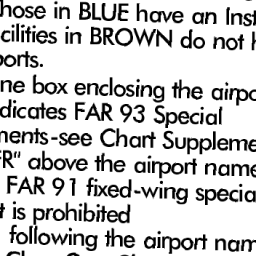 hose in BLUE have an Inst
cilities in BROWN do not h
ports.
ne box enclosing the airpo
dicates FAR 93 Special
ments-see Chart Suppleme
FR" above the airport name
FAR 91 fixed-wing specia
t is prohibited
following the airport nam